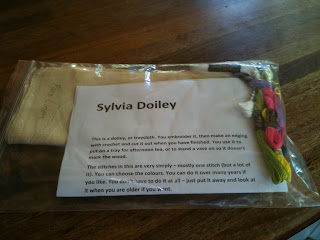 Sylvia Doiley
This is a doiley, or traycloth. You embroider it, then make an edging
with crochet and cut it out when you have finished. You use it to
put on a tray for afternoon tea, or to stand a vase on so it doesn't
mark the wood.
The stitches in this are very simply – mostly one stitch (but a lot of
it). You can choose the colours. You can do it over many years if
you like. You don't have to do it at all – just put it away and look at
it when you are older if you want.